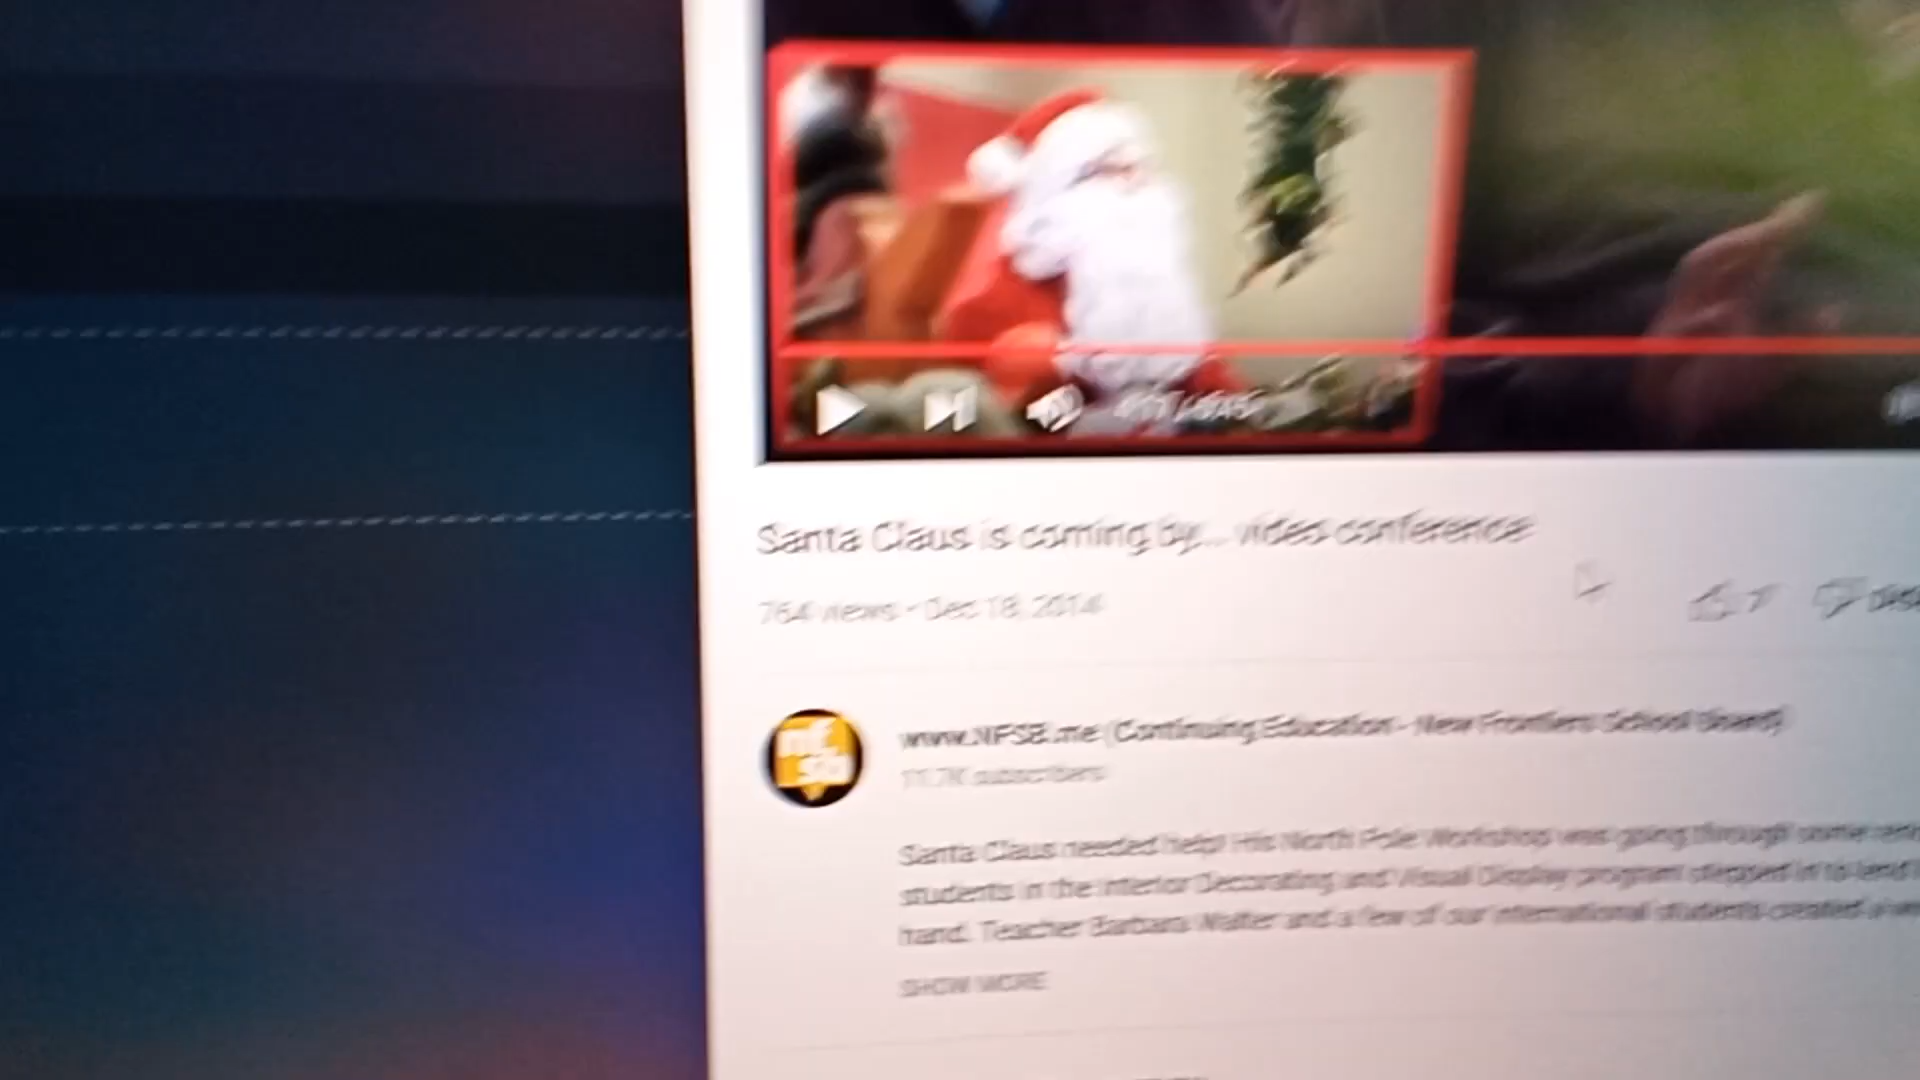 Santa Claus is coming by... video conference
764 views • Dec 18, 2014
7
nf
sb
www.NFSB.me (Continuing Education - New Frontiers School Board)
11.7K subscribers
Santa Claus needed help! His North Pole Workshop was going through some
students in the Interior Decorating and Visual Display program stepped in to lend
hand. Teacher Barbara Walter and a few of our international students created a
SHOW MORE